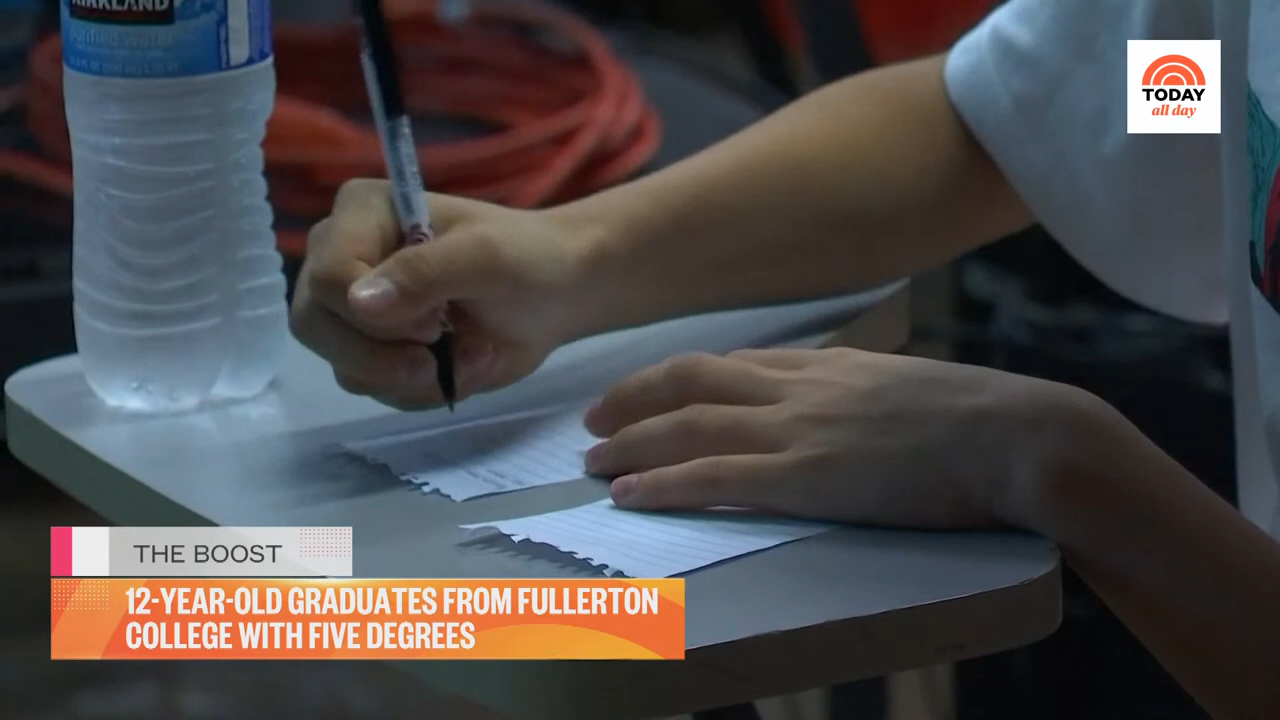 KIRKLAND
TODAY
all day
THE BOOST
12-YEAR-OLD GRADUATES FROM FULLERTON
COLLEGE WITH FIVE DEGREES